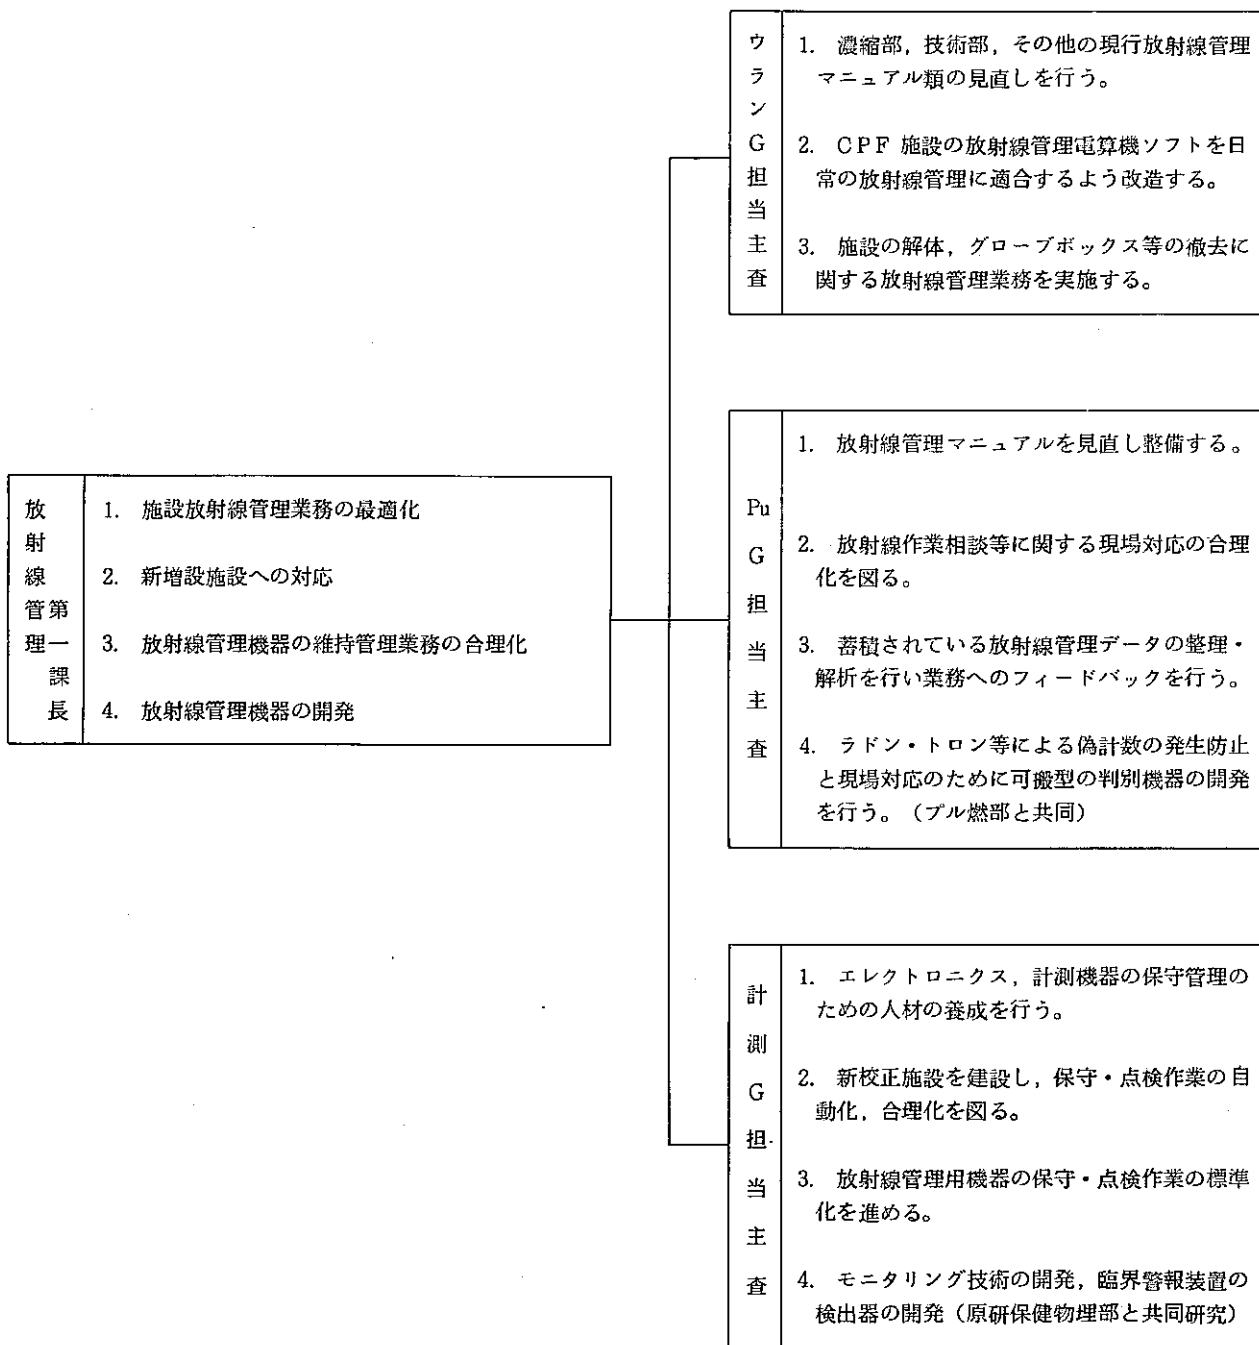 放射線管理第一課長
1. 施設放射線管理業務の最適化
2. 新増設施設への対応
3. 放射線管理機器の維持管理業務の合理化
4. 放射線管理機器の開発
ウランG担当主査
1. 濃縮部，技術部，その他の現行放射線管理
マニュアル類の見直しを行う。
2. CPF 施設の放射線管理電算機ソフトを日
常の放射線管理に適合するよう改造する。
3. 施設の解体，グローブボックス等の撤去に
関する放射線管理業務を実施する。
Pu G 担当主査
1. 放射線管理マニュアルを見直し整備する。
2. 放射線作業相談等に関する現場対応の合理
化を図る。
3. 蓄積されている放射線管理データの整理・
解析を行い業務へのフィードバックを行う。
4. ラドン・トロン等による偽計数の発生防止
と現場対応のために可搬型の判別機器の開発
を行う。（プル燃部と共同）
計測G担当主査
1. エレクトロニクス，計測機器の保守管理の
ための人材の養成を行う。
2. 新校正施設を建設し，保守・点検作業の自
動化，合理化を図る。
3. 放射線管理用機器の保守・点検作業の標準
化を進める。
4. モニタリング技術の開発，臨界警報装置の
検出器の開発（原研保健物理部と共同研究）